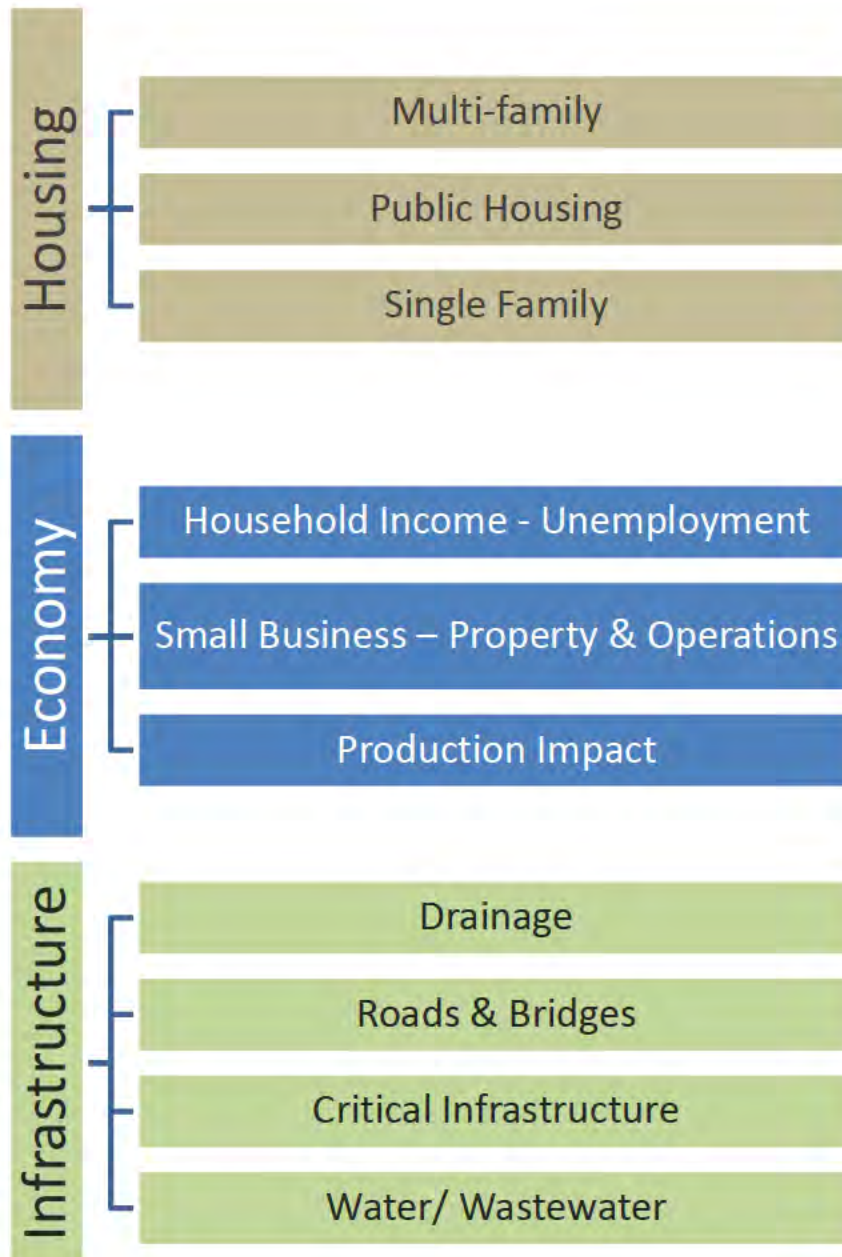 Housing
Multi-family
Public Housing
Single Family
Economy
Household Income - Unemployment
Small Business – Property & Operations
Production Impact
Infrastructure
Drainage
Roads & Bridges
Critical Infrastructure
Water/ Wastewater